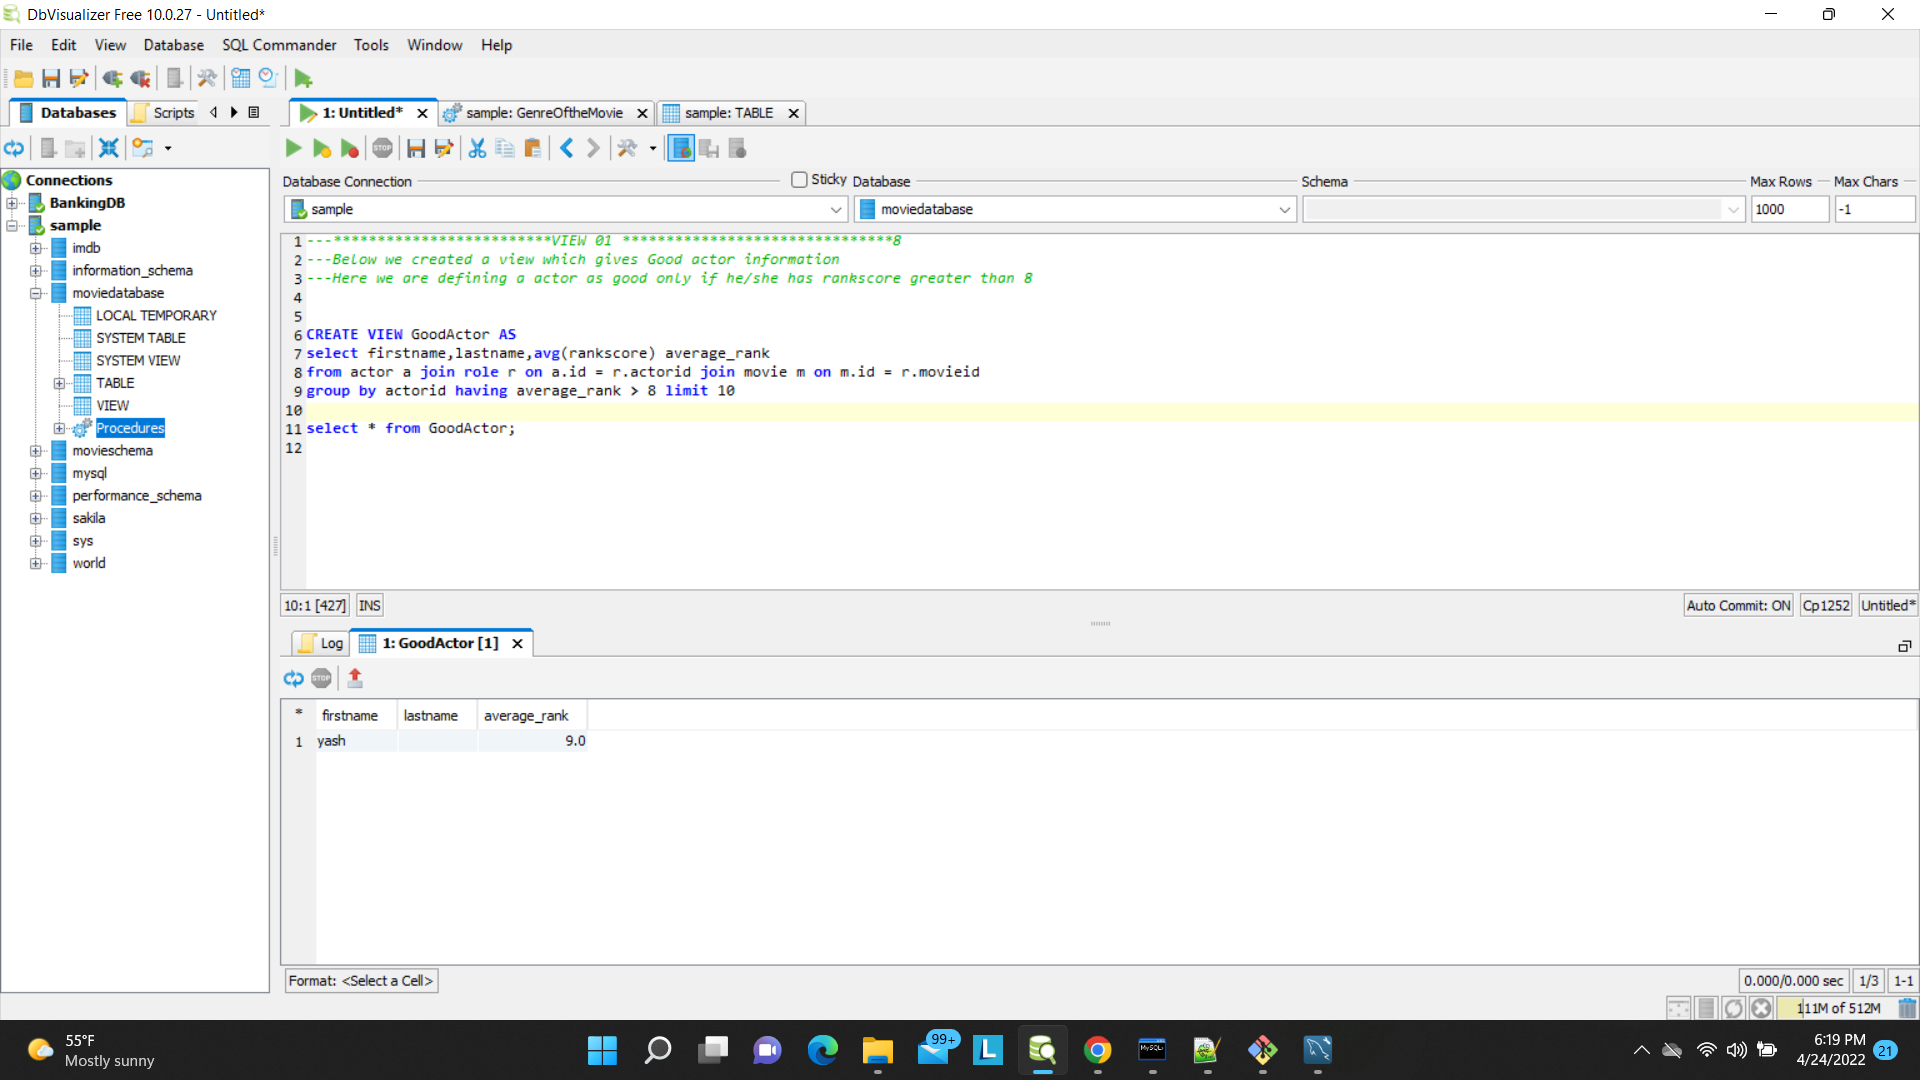 DbVisualizer Free 10.0.27 - Untitled*
File Edit View Database SQL Commander Tools Window Help
Databases Scripts
1: Untitled* sample: GenreOftheMovie sample: TABLE
STOP
Connections
BankingDB
sample
imdb
information_schema
moviedatabase
LOCAL TEMPORARY
SYSTEM TABLE
SYSTEM VIEW
TABLE
VIEW
Procedures
movieschema
mysql
performance_schema
sakila
sys
world
Database Connection Sticky Database Schema Max Rows Max Chars
sample moviedatabase 1000 -1
1 ---*************************VIEW 01 *******************************8
2 ---Below we created a view which gives Good actor information
3 ---Here we are defining a actor as good only if he/she has rankscore greater than 8
4
5
6 CREATE VIEW GoodActor AS
7 select firstname,lastname,avg(rankscore) average_rank
8 from actor a join role r on a.id = r.actorid join movie m on m.id = r.movieid
9 group by actorid having average_rank > 8 limit 10
10
11 select * from GoodActor;
12
10:1 [427] INS Auto Commit: ON Cp1252 Untitled*
Log 1: GoodActor [1]
STOP
* firstname lastname average_rank
1 yash 9.0
Format: <Select a Cell> 0.000/0.000 sec 1/3 1-1
111M of 512M
55°F
Mostly sunny
99+
L
MySQL
6:19 PM
4/24/2022
21